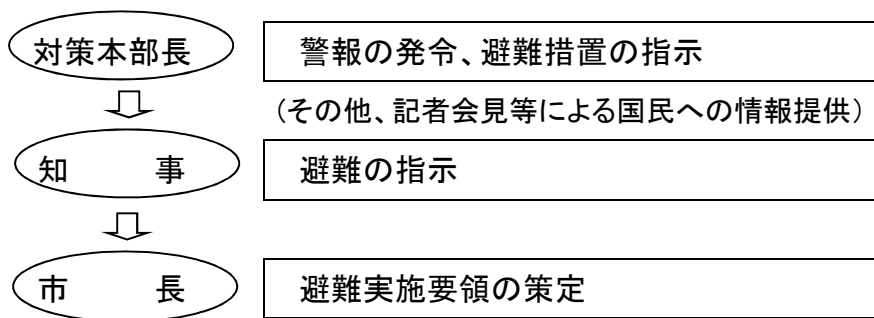 対策本部長 警報の発令、避難措置の指示
(その他、記者会見等による国民への情報提供)
知 事 避難の指示
市 長 避難実施要領の策定